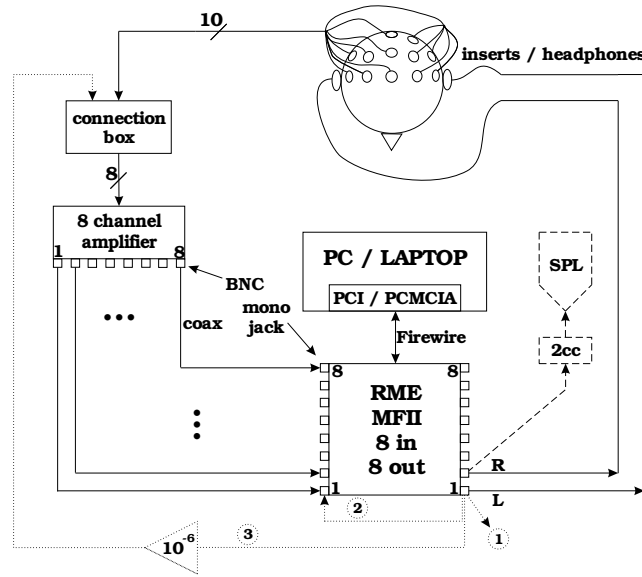 10
inserts / headphones
connection
box
8
8 channel
amplifier
1
8
BNC
mono
jack
coax
...
PC / LAPTOP
PCI / PCMCIA
Firewire
SPL
2cc
8
8
RME
MFII
8 in
8 out
1
1
R
L
2
3
1
10-6